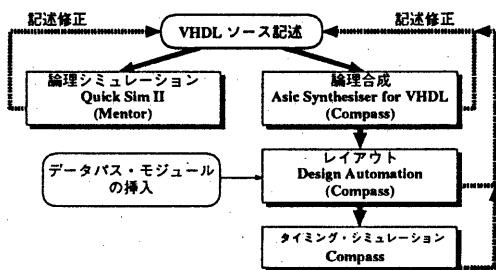 記述修正
VHDL ソース記述
記述修正
論理シミュレーション
Quick Sim II
(Mentor)
論理合成
Asic Synthesiser for VHDL
(Compass)
データパス・モジュール
の挿入
レイアウト
Design Automation
(Compass)
タイミング・シミュレーション
Compass